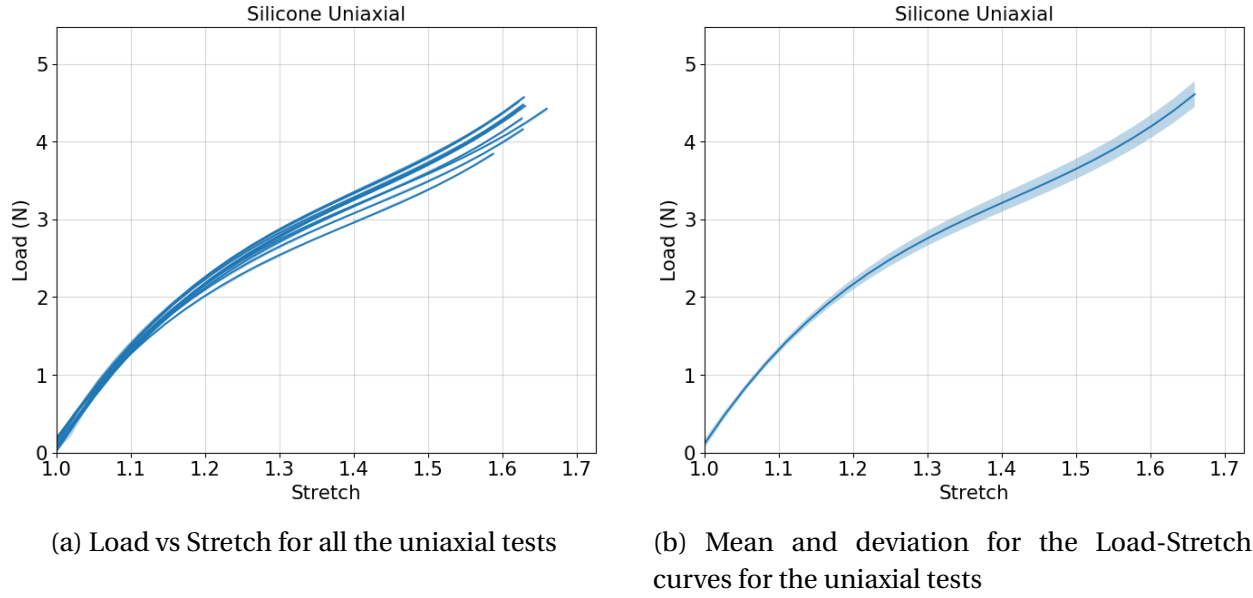 Silicone Uniaxial
5
4
3
2
1
0
Load (N)
1.0 1.1 1.2 1.3 1.4 1.5 1.6 1.7
Stretch
(a) Load vs Stretch for all the uniaxial tests
Silicone Uniaxial
5
4
3
2
1
0
Load (N)
1.0 1.1 1.2 1.3 1.4 1.5 1.6 1.7
Stretch
(b) Mean and deviation for the Load-Stretch
curves for the uniaxial tests